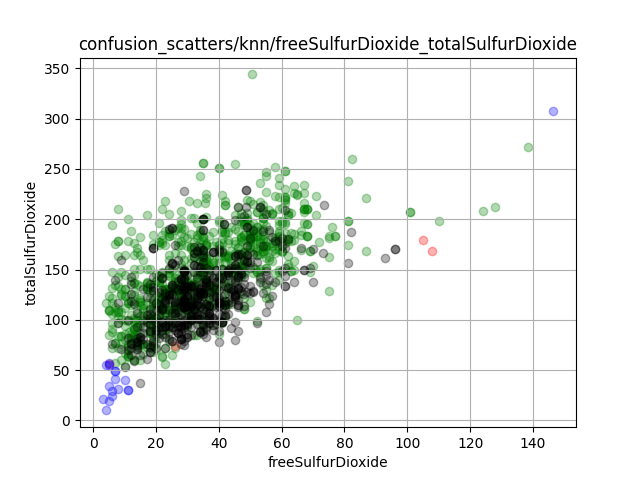 confusion_scatters/knn/freeSulfurDioxide_totalSulfurDioxide
350
300
250
200
150
100
50
0
totalSulfurDioxide
0 20 40 60 80 100 120 140
freeSulfurDioxide